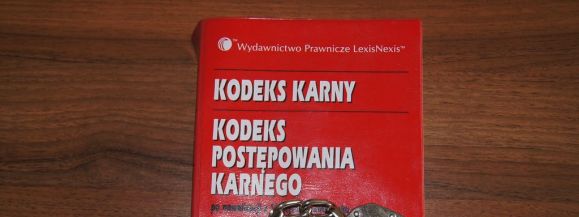 Wydawnictwo Prawnicze LexisNexis™
KODEKS KARNY
KODEKS
POSTĘPOWANIA
KARNEGO